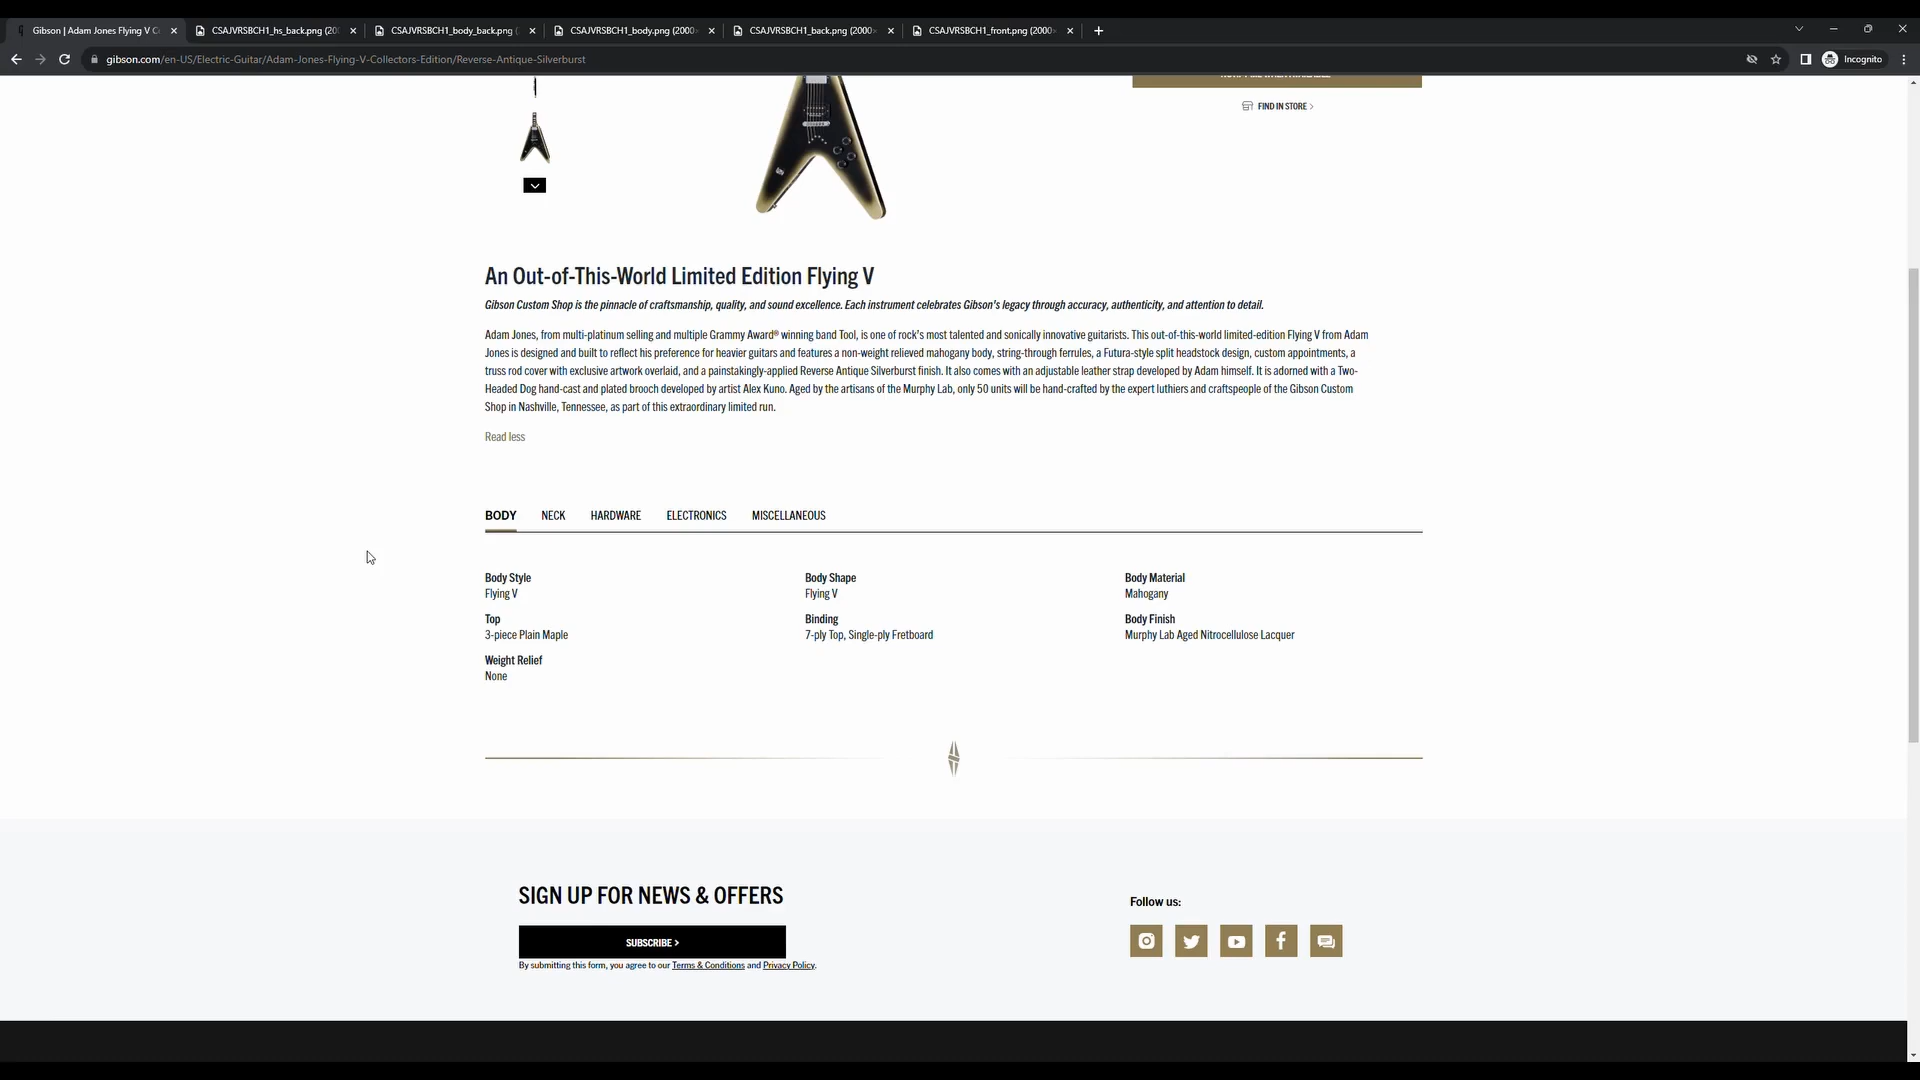 Gibson | Adam Jones Flying V C
CSAJVRSBCH1_hs_back.png (20
CSAJVRSBCH1_body_back.png (
CSAJVRSBCH1_body.png (2000×
CSAJVRSBCH1_back.png (2000×
CSAJVRSBCH1_front.png (2000×
gibson.com/en-US/Electric-Guitar/Adam-Jones-Flying-V-Collectors-Edition/Reverse-Antique-Silverburst
Incognito
FIND IN STORE >
An Out-of-This-World Limited Edition Flying V
Gibson Custom Shop is the pinnacle of craftsmanship, quality, and sound excellence. Each instrument celebrates Gibson's legacy through accuracy, authenticity, and attention to detail.
Adam Jones, from multi-platinum selling and multiple Grammy Award® winning band Tool, is one of rock's most talented and sonically innovative guitarists. This out-of-this-world limited-edition Flying V from Adam
Jones is designed and built to reflect his preference for heavier guitars and features a non-weight relieved mahogany body, string-through ferrules, a Futura-style split headstock design, custom appointments, a
truss rod cover with exclusive artwork overlaid, and a painstakingly-applied Reverse Antique Silverburst finish. It also comes with an adjustable leather strap developed by Adam himself. It is adorned with a Two-
Headed Dog hand-cast and plated brooch developed by artist Alex Kuno. Aged by the artisans of the Murphy Lab, only 50 units will be hand-crafted by the expert luthiers and craftspeople of the Gibson Custom
Shop in Nashville, Tennessee, as part of this extraordinary limited run.
Read less
BODY NECK HARDWARE ELECTRONICS MISCELLANEOUS
Body Style
Flying V
Body Shape
Flying V
Body Material
Mahogany
Top
3-piece Plain Maple
Binding
7-ply Top, Single-ply Fretboard
Body Finish
Murphy Lab Aged Nitrocellulose Lacquer
Weight Relief
None
SIGN UP FOR NEWS & OFFERS
SUBSCRIBE >
By submitting this form, you agree to our Terms & Conditions and Privacy Policy.
Follow us: